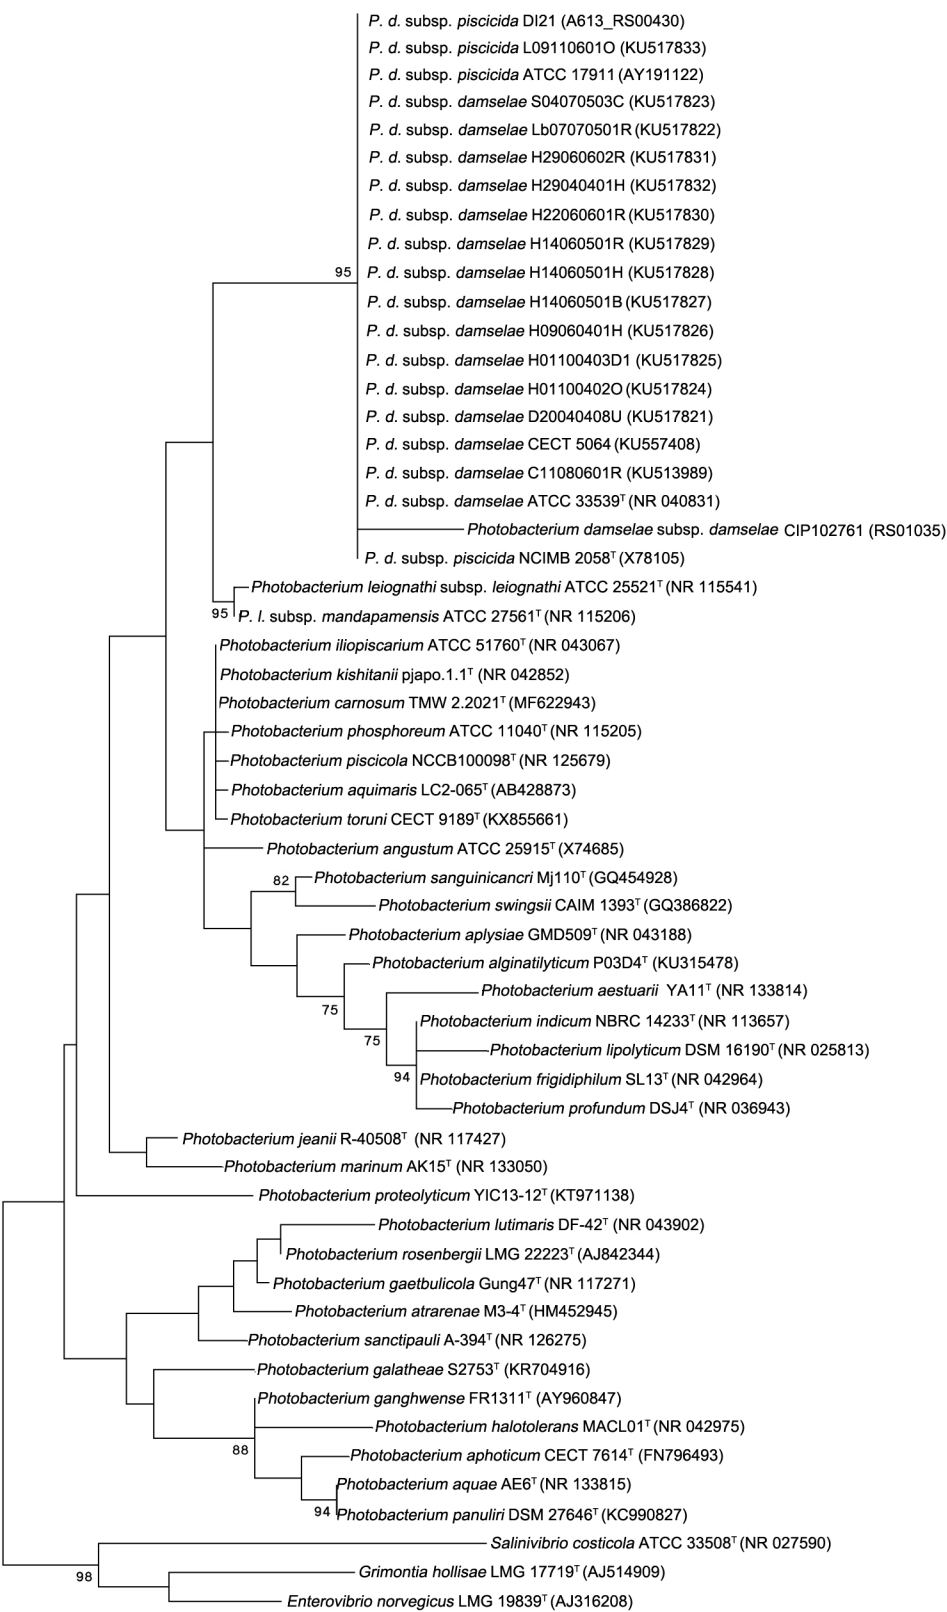 P. d. subsp. piscicida DI21 (A613_RS00430)
P. d. subsp. piscicida L09110601O (KU517833)
P. d. subsp. piscicida ATCC 17911 (AY191122)
P. d. subsp. damselae S04070503C (KU517823)
P. d. subsp. damselae Lb07070501R (KU517822)
P. d. subsp. damselae H29060602R (KU517831)
P. d. subsp. damselae H29040401H (KU517832)
P. d. subsp. damselae H22060601R (KU517830)
P. d. subsp. damselae H14060501R (KU517829)
95
P. d. subsp. damselae H14060501H (KU517828)
P. d. subsp. damselae H14060501B (KU517827)
P. d. subsp. damselae H09060401H (KU517826)
P. d. subsp. damselae H01100403D1 (KU517825)
P. d. subsp. damselae H01100402O (KU517824)
P. d. subsp. damselae D20040408U (KU517821)
P. d. subsp. damselae CECT 5064 (KU557408)
P. d. subsp. damselae C11080601R (KU513989)
P. d. subsp. damselae ATCC 33539ᵀ (NR 040831)
Photobacterium damselae subsp. damselae CIP102761 (RS01035)
P. d. subsp. piscicida NCIMB 2058ᵀ (X78105)
Photobacterium leiognathi subsp. leiognathi ATCC 25521ᵀ (NR 115541)
95
P. l. subsp. mandapamensis ATCC 27561ᵀ (NR 115206)
Photobacterium iliopiscarium ATCC 51760ᵀ (NR 043067)
Photobacterium kishitanii pjapo.1.1ᵀ (NR 042852)
Photobacterium carnosum TMW 2.2021ᵀ (MF622943)
Photobacterium phosphoreum ATCC 11040ᵀ (NR 115205)
Photobacterium piscicola NCCB100098ᵀ (NR 125679)
Photobacterium aquimaris LC2-065ᵀ (AB428873)
Photobacterium toruni CECT 9189ᵀ (KX855661)
Photobacterium angustum ATCC 25915ᵀ (X74685)
82
Photobacterium sanguinicancri Mj110ᵀ (GQ454928)
Photobacterium swingsii CAIM 1393ᵀ (GQ386822)
Photobacterium aplysiae GMD509ᵀ (NR 043188)
Photobacterium alginatilyticum P03D4ᵀ (KU315478)
75
Photobacterium aestuarii YA11ᵀ (NR 133814)
75
Photobacterium indicum NBRC 14233ᵀ (NR 113657)
Photobacterium lipolyticum DSM 16190ᵀ (NR 025813)
94
Photobacterium frigidiphilum SL13ᵀ (NR 042964)
Photobacterium profundum DSJ4ᵀ (NR 036943)
Photobacterium jeanii R-40508ᵀ (NR 117427)
Photobacterium marinum AK15ᵀ (NR 133050)
Photobacterium proteolyticum YIC13-12ᵀ (KT971138)
Photobacterium lutimaris DF-42ᵀ (NR 043902)
Photobacterium rosenbergii LMG 22223ᵀ (AJ842344)
Photobacterium gaetbulicola Gung47ᵀ (NR 117271)
Photobacterium atrarenae M3-4ᵀ (HM452945)
Photobacterium sanctipauli A-394ᵀ (NR 126275)
Photobacterium galatheae S2753ᵀ (KR704916)
Photobacterium ganghwense FR1311ᵀ (AY960847)
Photobacterium halotolerans MACL01ᵀ (NR 042975)
88
Photobacterium aphoticum CECT 7614ᵀ (FN796493)
Photobacterium aquae AE6ᵀ (NR 133815)
94
Photobacterium panuliri DSM 27646ᵀ (KC990827)
Salinivibrio costicola ATCC 33508ᵀ (NR 027590)
98
Grimontia hollisae LMG 17719ᵀ (AJ514909)
Enterovibrio norvegicus LMG 19839ᵀ (AJ316208)